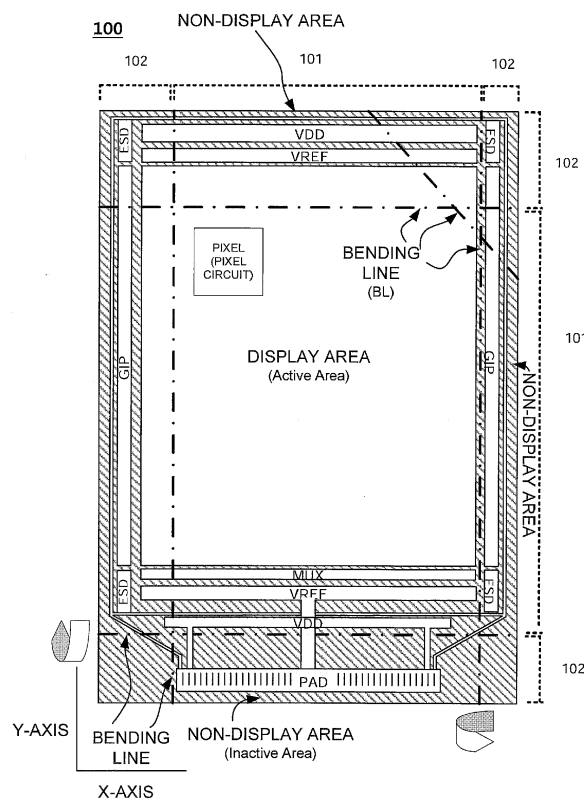 100
NON-DISPLAY AREA
102
101
102
ESD
VDD
ESD
VREF
102
PIXEL
(PIXEL
CIRCUIT)
BENDING
LINE
(BL)
DISPLAY AREA
(Active Area)
GIP
GIP
101
NON-DISPLAY AREA
MUX
ESD
VREF
ESD
VDD
102
PAD
Y-AXIS
BENDING
LINE
NON-DISPLAY AREA
(Inactive Area)
X-AXIS